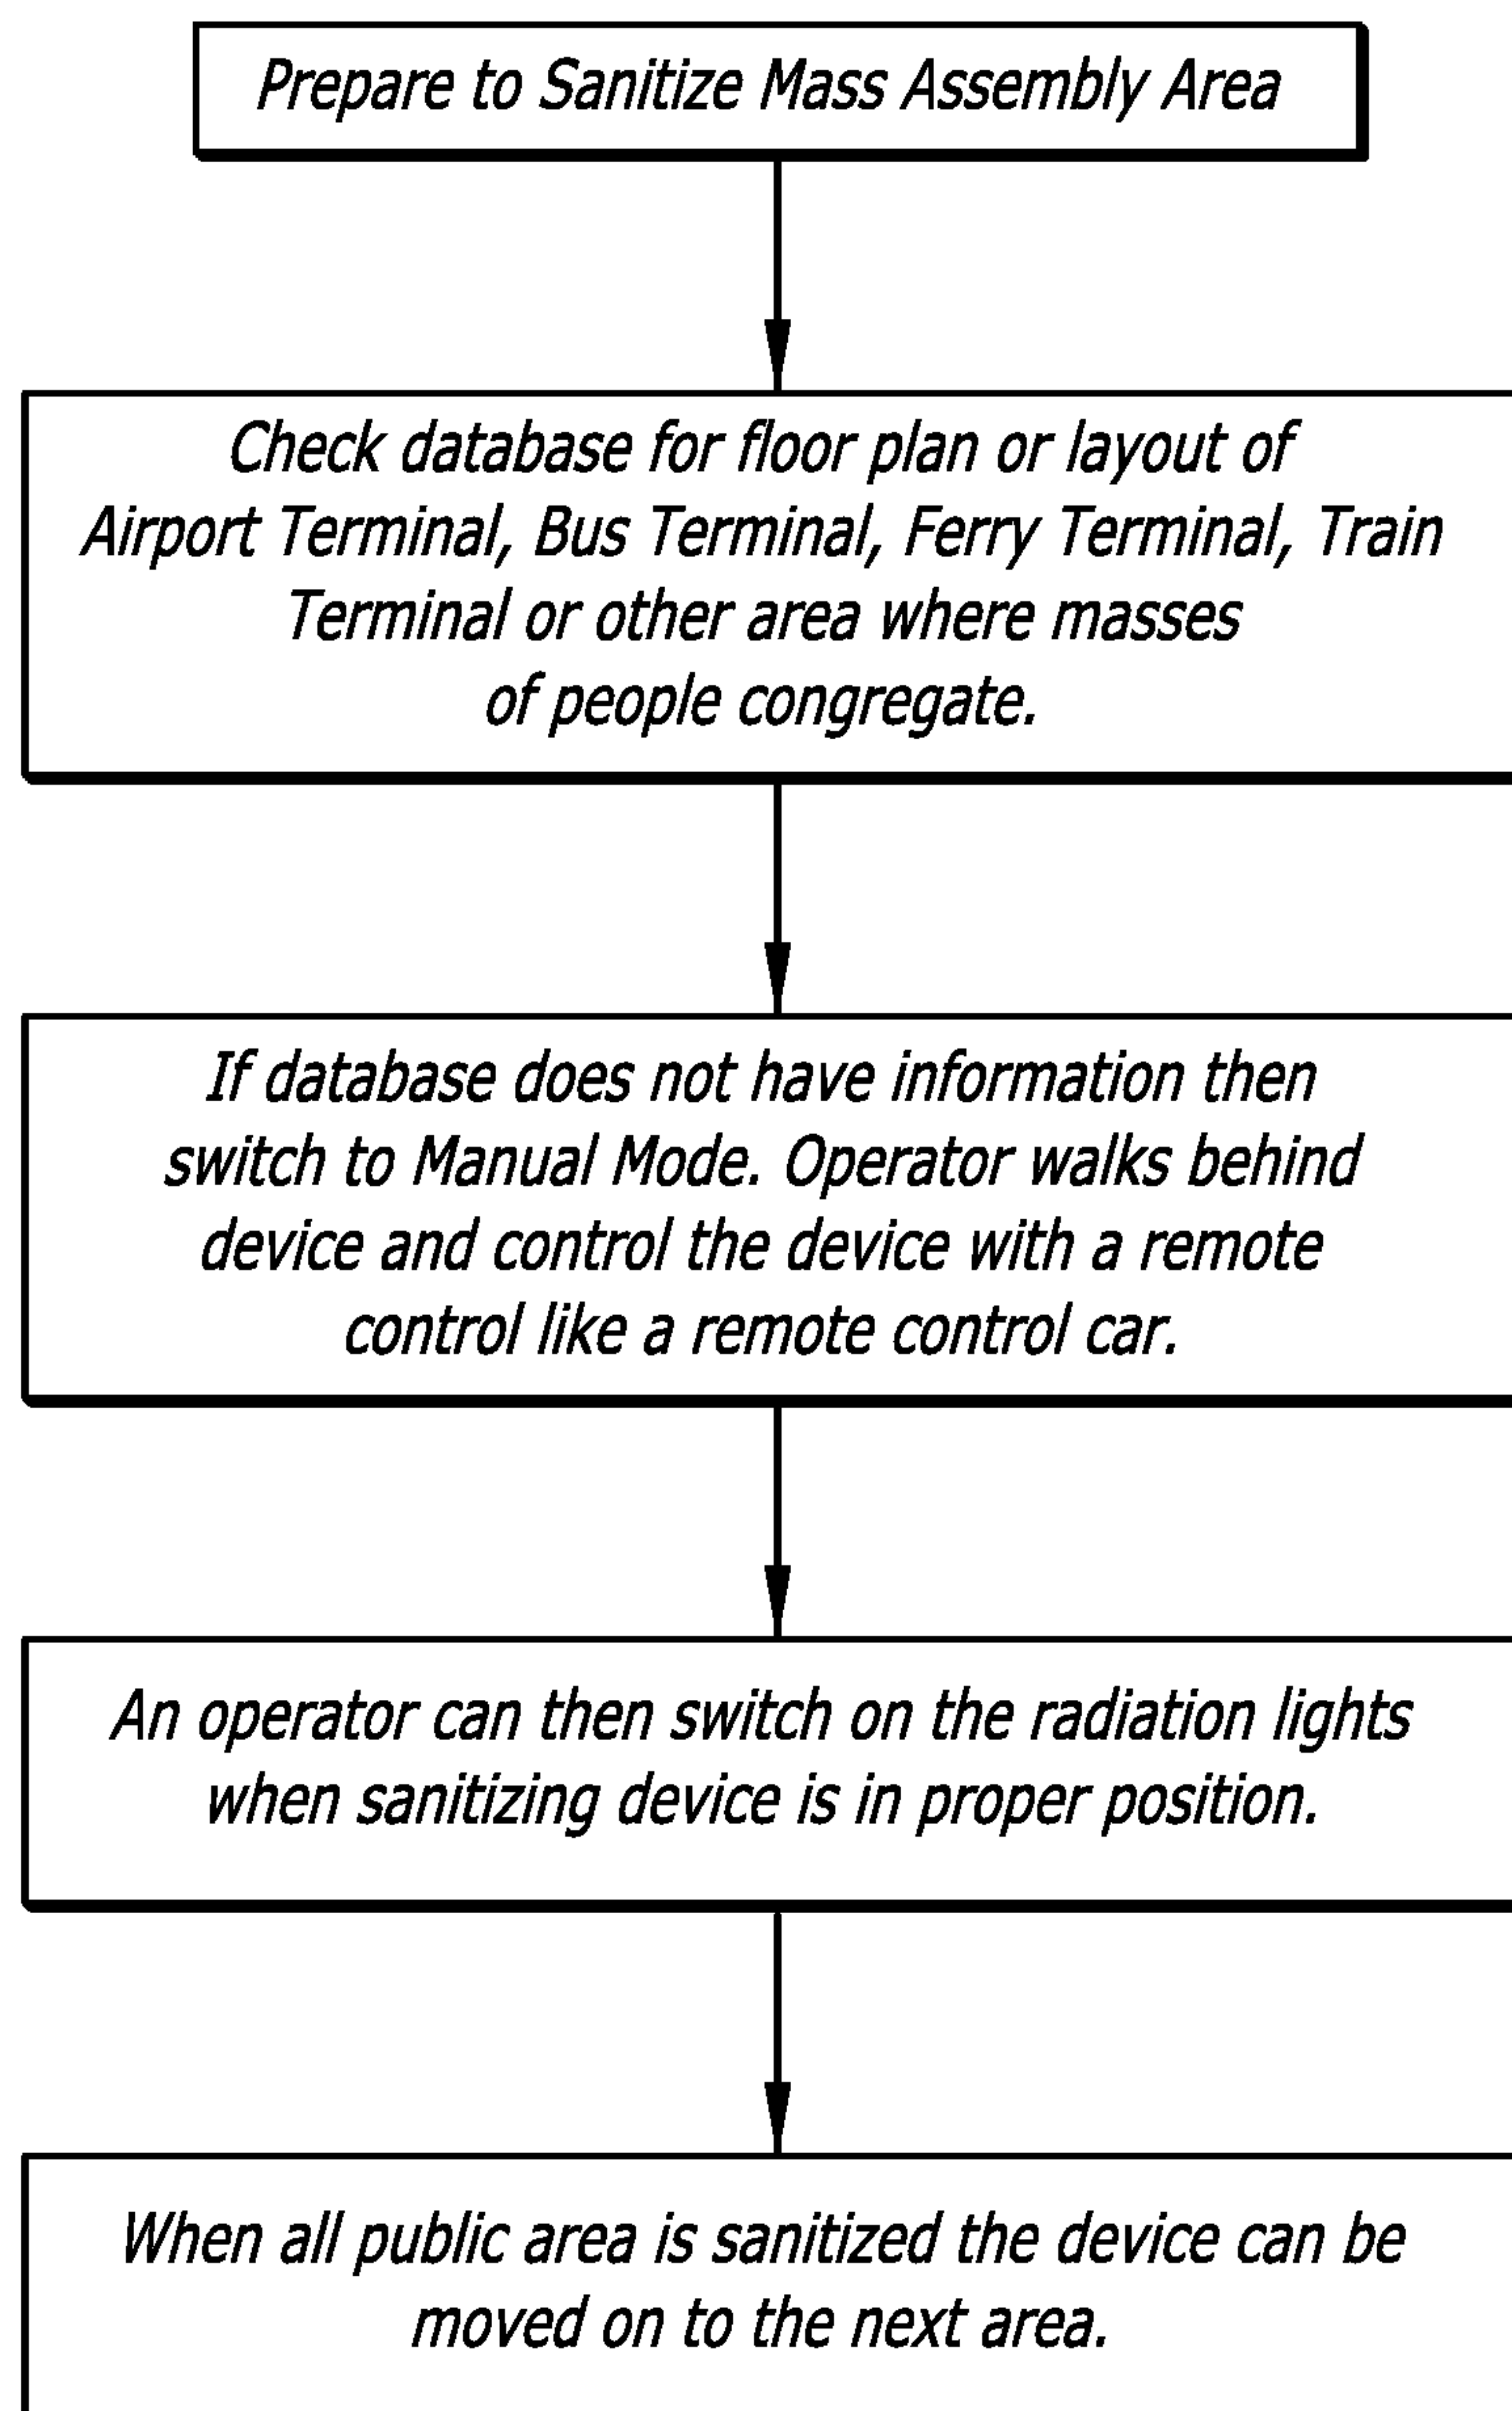 Prepare to Sanitize Mass Assembly Area
Check database for floor plan or layout of
Airport Terminal, Bus Terminal, Ferry Terminal, Train
Terminal or other area where masses
of people congregate.
If database does not have information then
switch to Manual Mode. Operator walks behind
device and control the device with a remote
control like a remote control car.
An operator can then switch on the radiation lights
when sanitizing device is in proper position.
When all public area is sanitized the device can be
moved on to the next area.